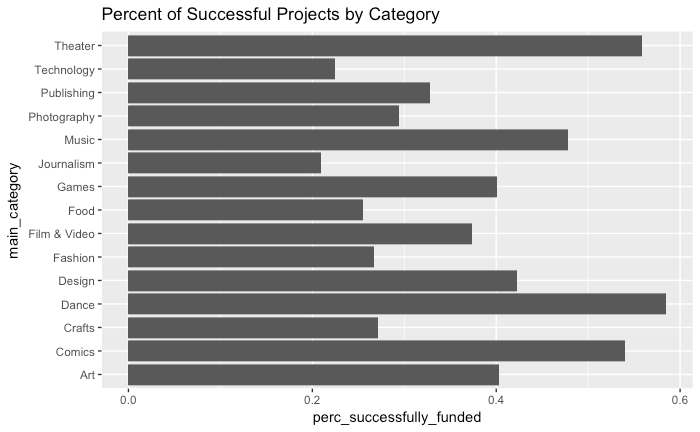 Percent of Successful Projects by Category
main_category
Theater
Technology
Publishing
Photography
Music
Journalism
Games
Food
Film & Video
Fashion
Design
Dance
Crafts
Comics
Art
0.0 0.2 0.4 0.6
perc_successfully_funded